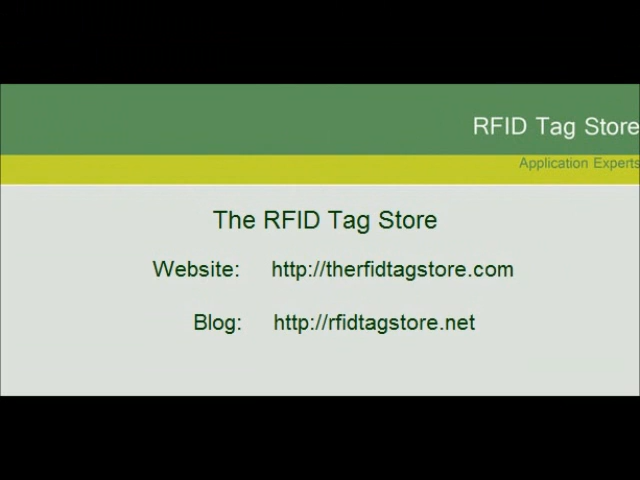 RFID Tag Store
Application Experts
The RFID Tag Store
Website: http://therfidtagstore.com
Blog: http://rfidtagstore.net